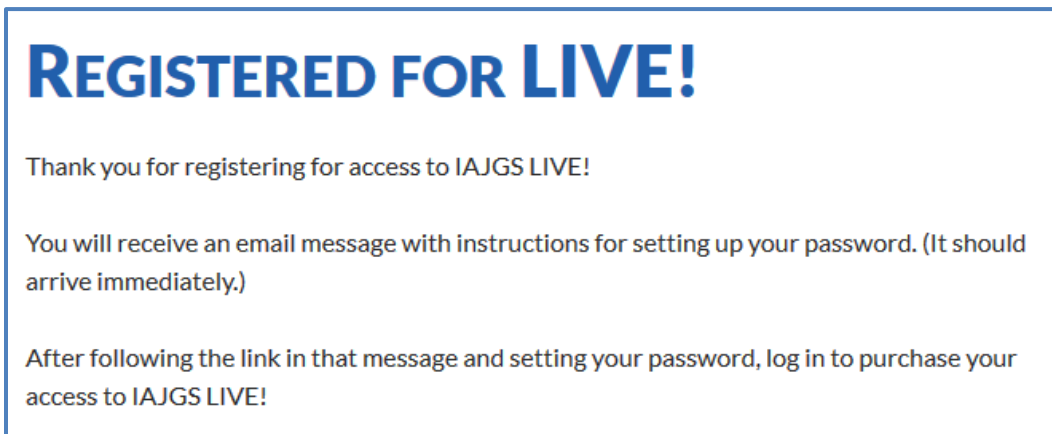 REGISTERED FOR LIVE!
Thank you for registering for access to IAJGS LIVE!
You will receive an email message with instructions for setting up your password. (It should
arrive immediately.)
After following the link in that message and setting your password, log in to purchase your
access to IAJGS LIVE!